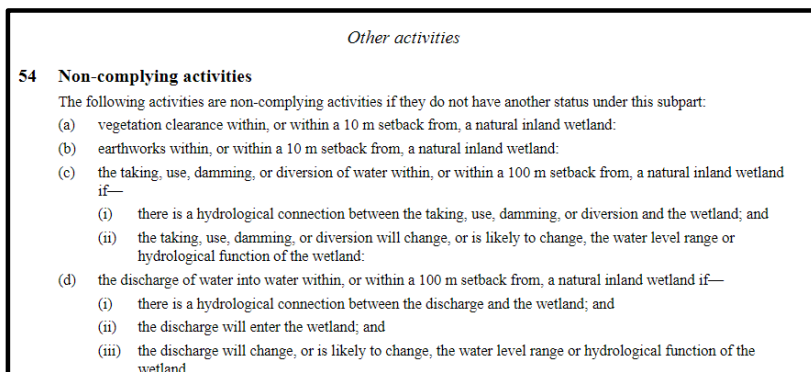 Other activities
54 Non-complying activities
The following activities are non-complying activities if they do not have another status under this subpart:
(a) vegetation clearance within, or within a 10 m setback from, a natural inland wetland:
(b) earthworks within, or within a 10 m setback from, a natural inland wetland:
(c) the taking, use, damming, or diversion of water within, or within a 100 m setback from, a natural inland wetland
if—
(i) there is a hydrological connection between the taking, use, damming, or diversion and the wetland; and
(ii) the taking, use, damming, or diversion will change, or is likely to change, the water level range or
hydrological function of the wetland:
(d) the discharge of water into water within, or within a 100 m setback from, a natural inland wetland if—
(i) there is a hydrological connection between the discharge and the wetland; and
(ii) the discharge will enter the wetland; and
(iii) the discharge will change, or is likely to change, the water level range or hydrological function of the
wetland